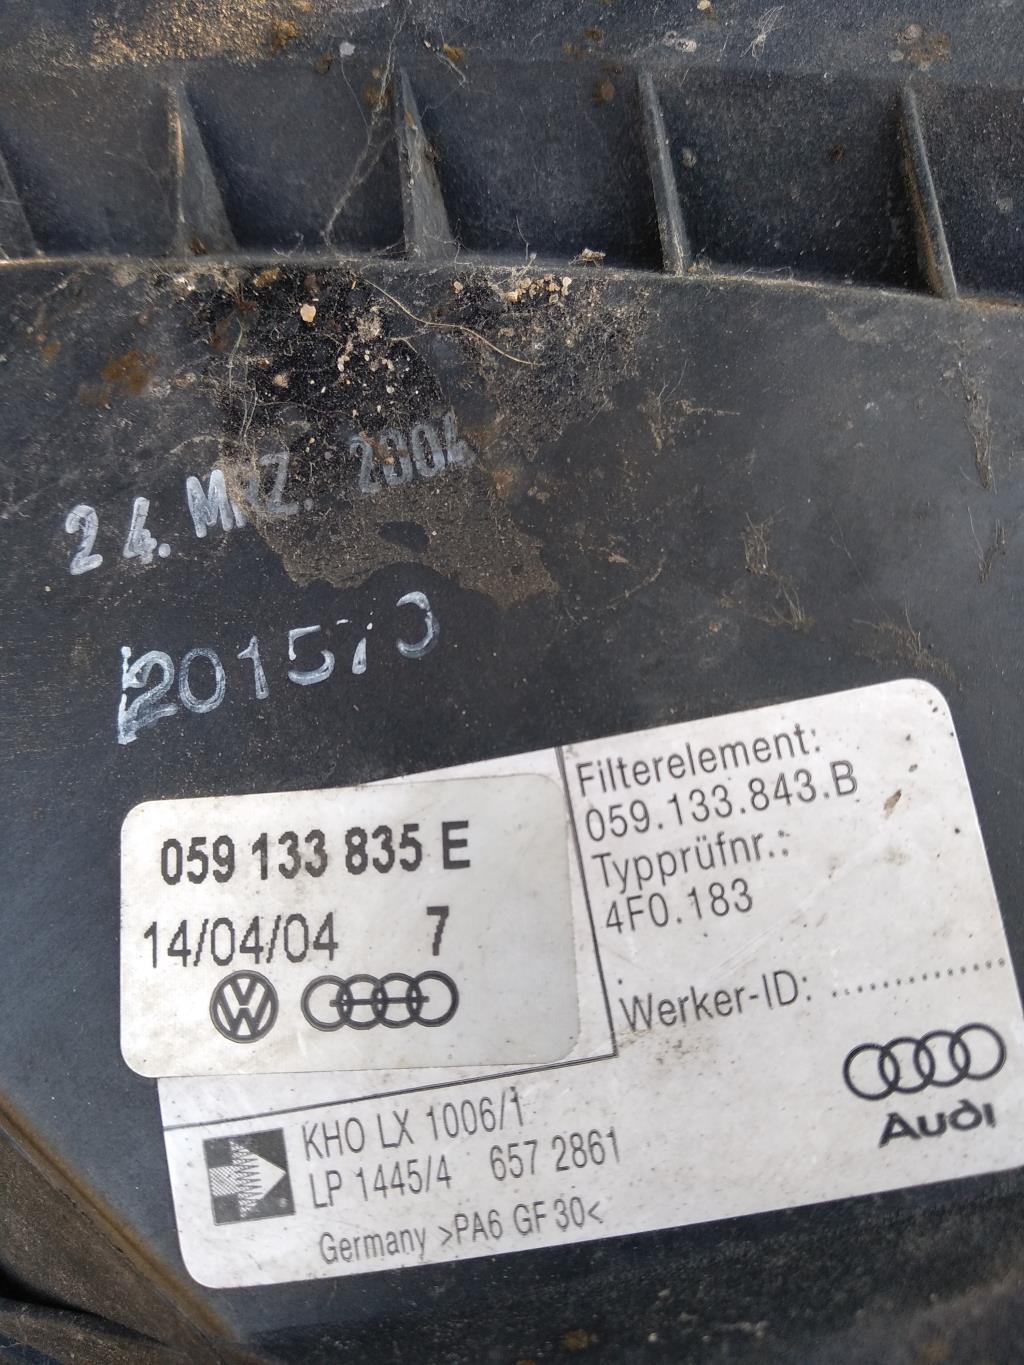 24. MRZ. 2004
201573
059 133 835 E
14/04/04 7
Filterelement:
059.133.843.B
Typprüfnr.:
4F0.183
Werker-ID: ....................
Audi
KHO LX 1006/1
LP 1445/4 657 2861
Germany >PA6 GF 30<